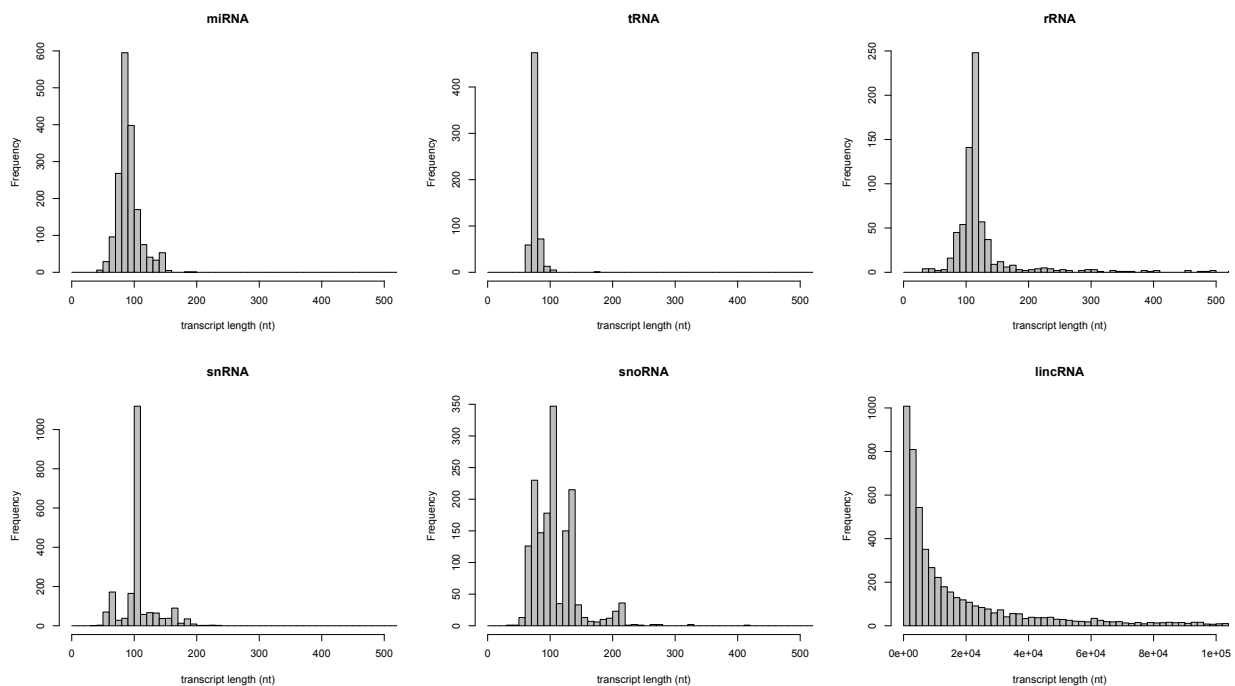 miRNA
Frequency
0 100 200 300 400 500 600
0 100 200 300 400 500
transcript length (nt)
tRNA
Frequency
0 100 200 300 400
0 100 200 300 400 500
transcript length (nt)
rRNA
Frequency
0 50 100 150 200 250
0 100 200 300 400 500
transcript length (nt)
snRNA
Frequency
0 200 400 600 800 1000
0 100 200 300 400 500
transcript length (nt)
snoRNA
Frequency
0 50 100 150 200 250 300 350
0 100 200 300 400 500
transcript length (nt)
lincRNA
Frequency
0 200 400 600 800 1000
0e+00 2e+04 4e+04 6e+04 8e+04 1e+05
transcript length (nt)